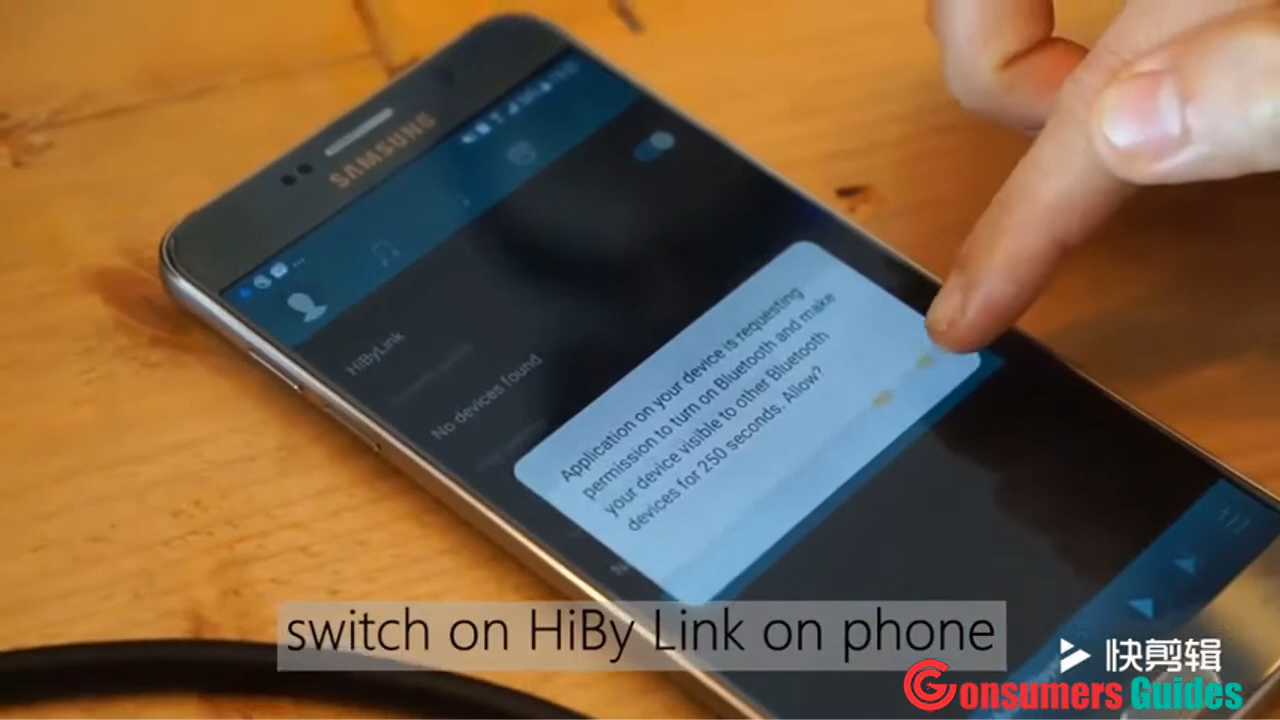 SAMSUNG
HiByLink
No devices found
Application on your device is requesting
permission to turn on Bluetooth and make
your device visible to other Bluetooth
devices for 250 seconds. Allow?
switch on HiBy Link on phone
快剪辑
Consumers Guides